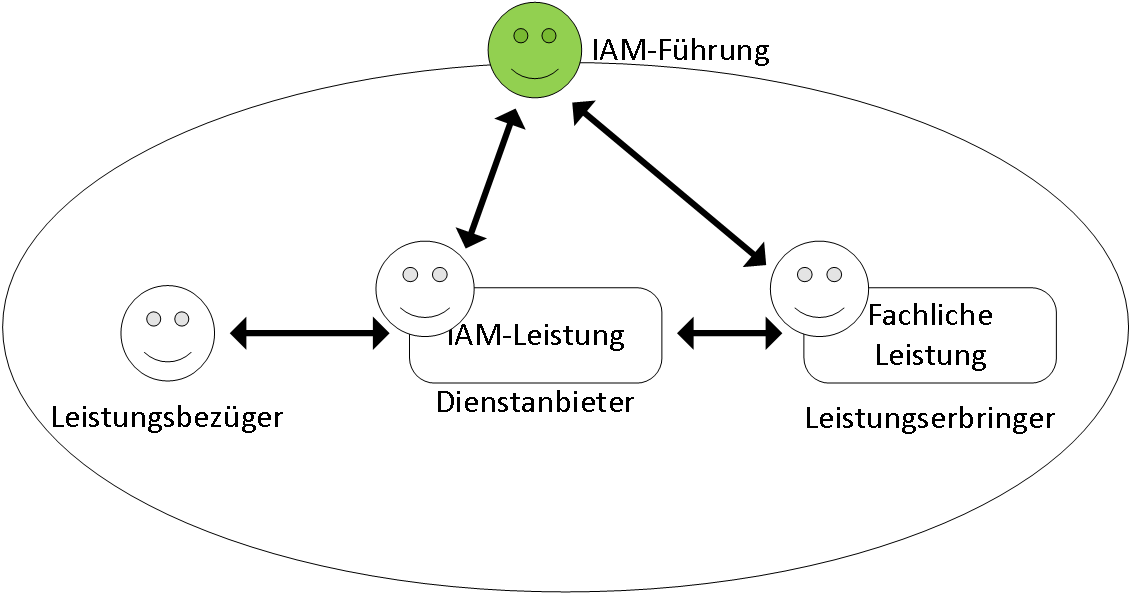 IAM-Führung
IAM-Leistung
Dienstanbieter
Fachliche
Leistung
Leistungsbezüger
Leistungserbringer